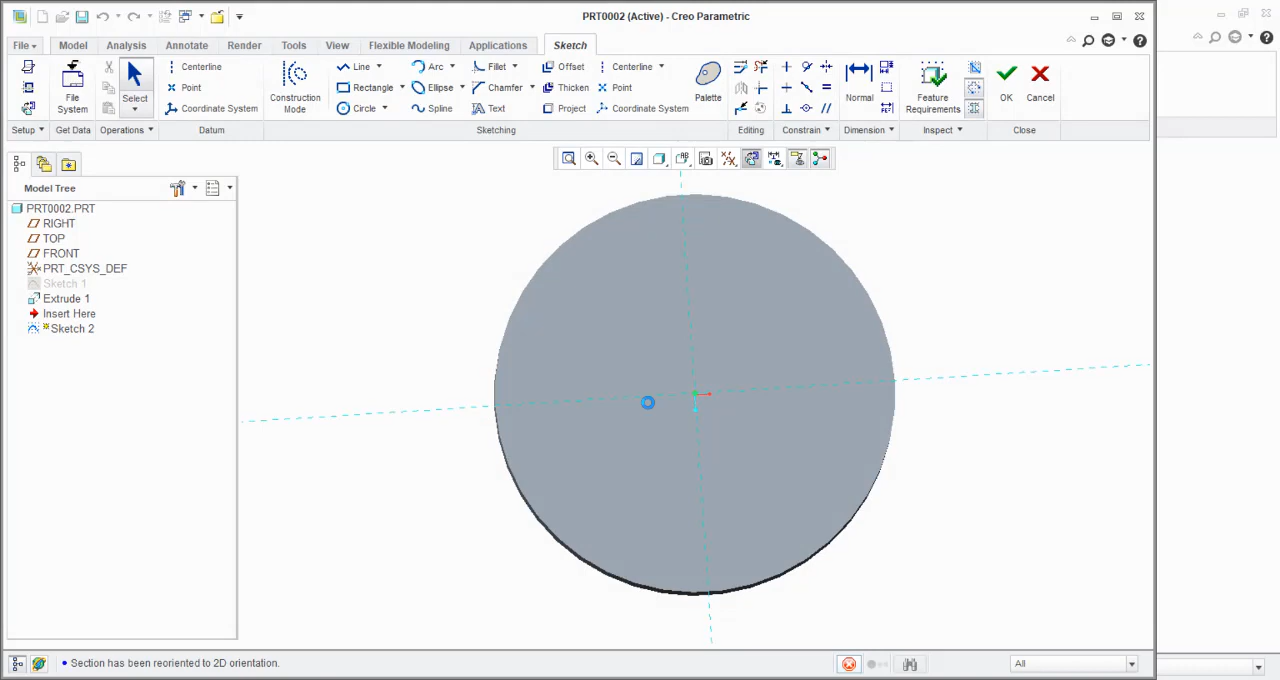 PRT0002 (Active) - Creo Parametric
File Model Analysis Annotate Render Tools View Flexible Modeling Applications Sketch
Centerline Line Arc Fillet Offset Centerline
Point Rectangle Ellipse Chamfer Thicken Point
Coordinate System Circle Spline Text Project Coordinate System
File System Select Construction Mode Palette Normal Feature Requirements OK Cancel
Setup Get Data Operations Datum Sketching Editing Constrain Dimension Inspect Close
Model Tree
PRT0002.PRT
RIGHT
TOP
FRONT
PRT_CSYS_DEF
Sketch 1
Extrude 1
Insert Here
Sketch 2
Section has been reoriented to 2D orientation.
All